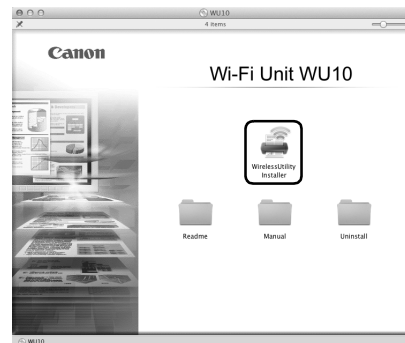 WU10
4 items
Canon
Wi-Fi Unit WU10
WirelessUtility
Installer
Readme
Manual
Uninstall
WU10